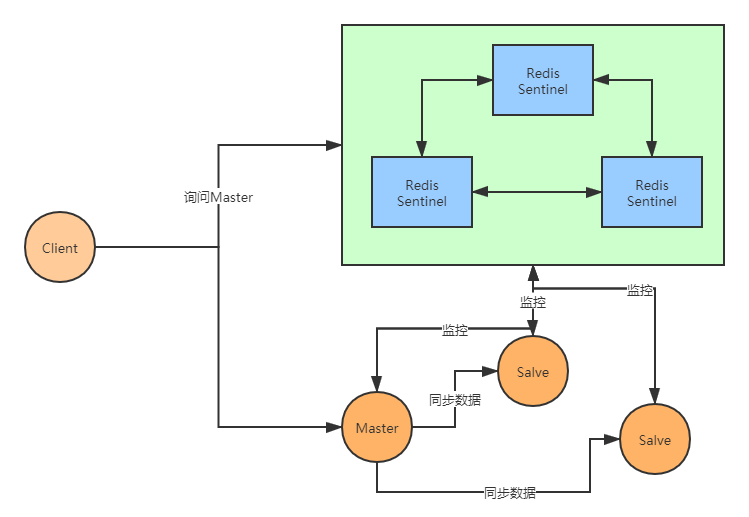 Redis
Sentinel
Redis
Sentinel
Redis
Sentinel
询问Master
Client
监控
监控
监控
Salve
同步数据
Master
Salve
同步数据